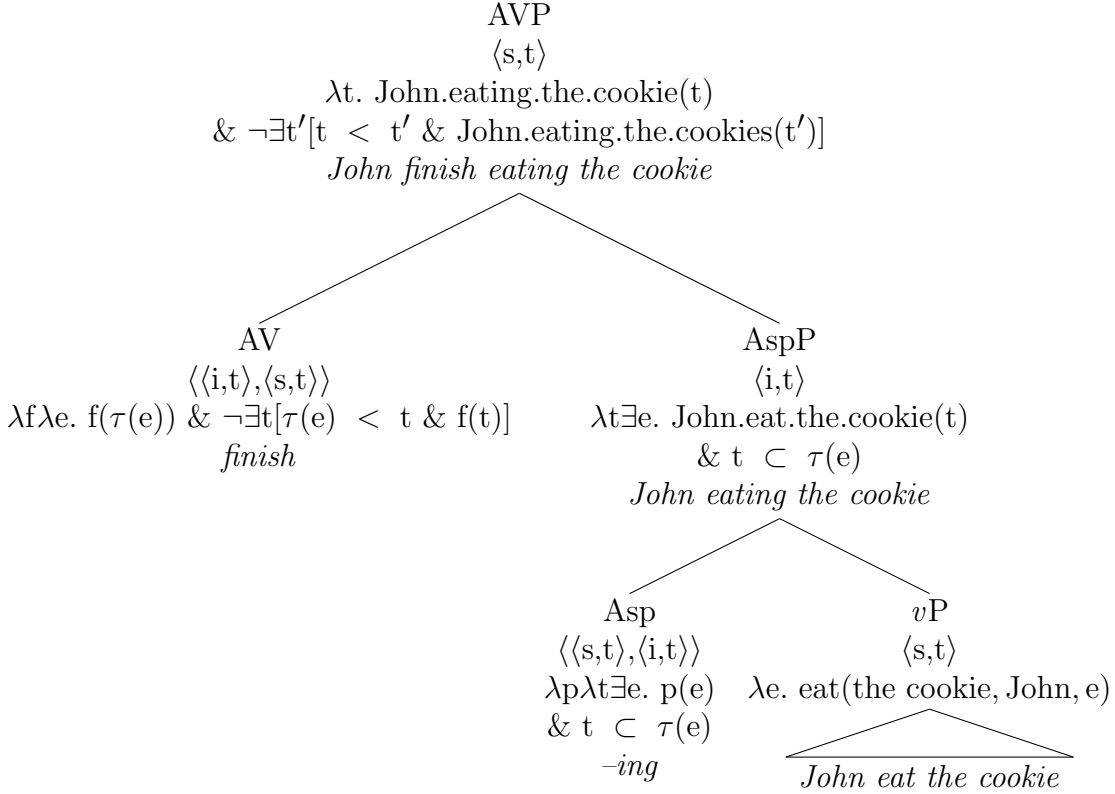 AVP
⟨s,t⟩
λt. John.eating.the.cookie(t)
& ¬∃t′[t < t′ & John.eating.the.cookies(t′)]
John finish eating the cookie
AV
⟨⟨i,t⟩,⟨s,t⟩⟩
λfλe. f(τ(e)) & ¬∃t[τ(e) < t & f(t)]
finish
AspP
⟨i,t⟩
λt∃e. John.eat.the.cookie(t)
& t ⊂ τ(e)
John eating the cookie
Asp
⟨⟨s,t⟩,⟨i,t⟩⟩
λpλt∃e. p(e)
& t ⊂ τ(e)
–ing
vP
⟨s,t⟩
λe. eat(the cookie, John, e)
John eat the cookie